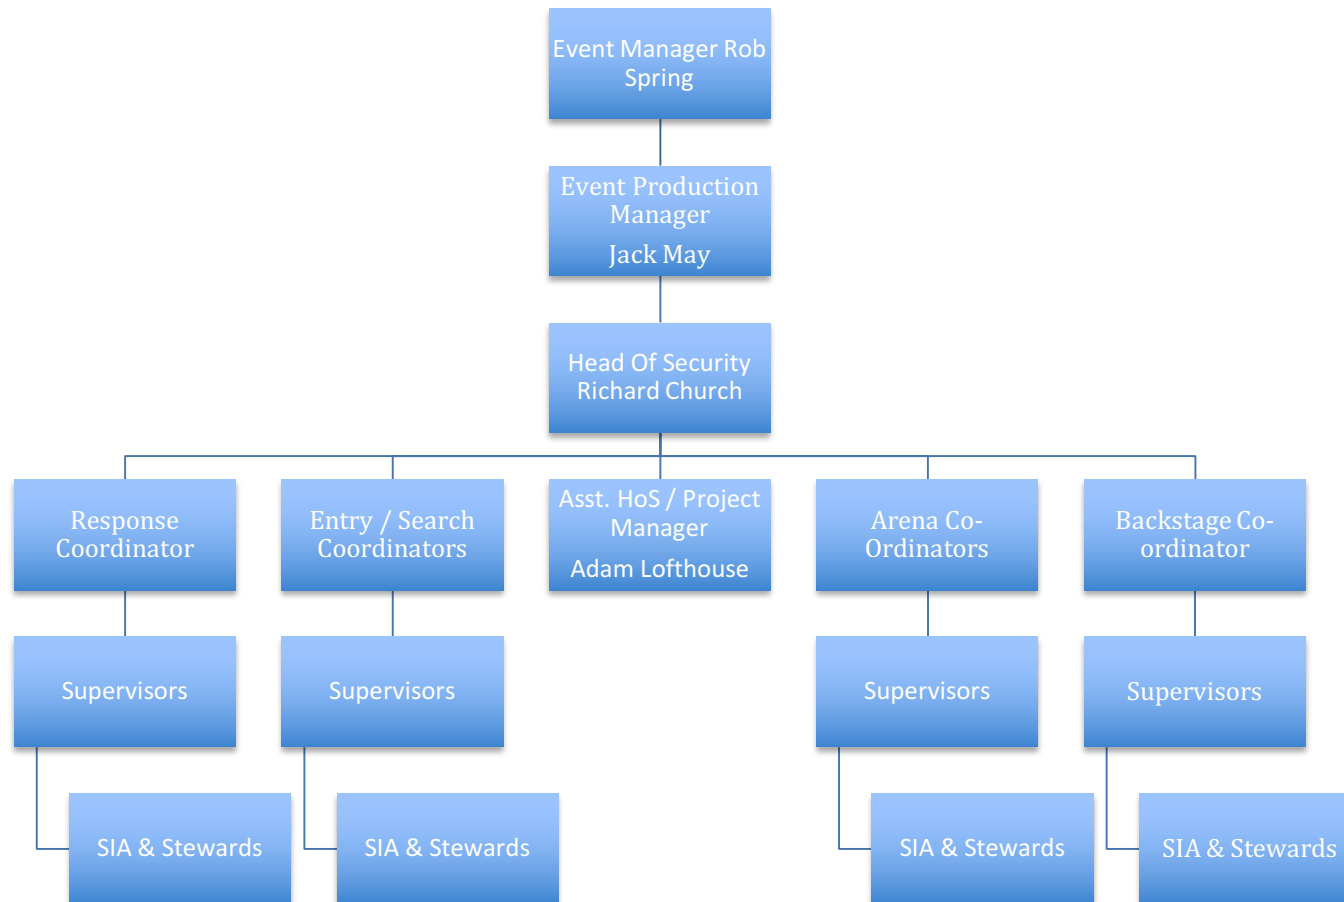 Event Manager Rob
Spring
Event Production
Manager
Jack May
Head Of Security
Richard Church
Response
Coordinator
Entry / Search
Coordinators
Asst. HoS / Project
Manager
Adam Lofthouse
Arena Co-
Ordinators
Backstage Co-
ordinator
Supervisors
Supervisors
Supervisors
Supervisors
SIA & Stewards
SIA & Stewards
SIA & Stewards
SIA & Stewards